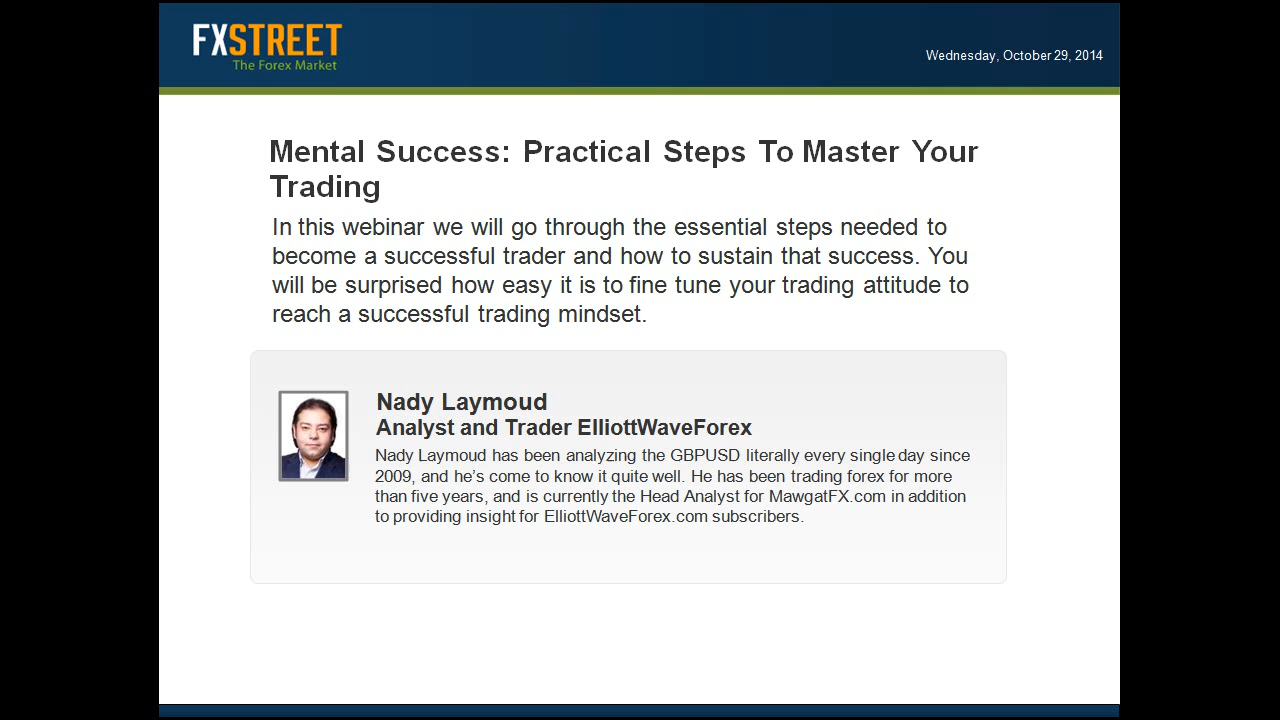 FXSTREET
The Forex Market
Wednesday, October 29, 2014
Mental Success: Practical Steps To Master Your
Trading
In this webinar we will go through the essential steps needed to
become a successful trader and how to sustain that success. You
will be surprised how easy it is to fine tune your trading attitude to
reach a successful trading mindset.
Nady Laymoud
Analyst and Trader ElliottWaveForex
Nady Laymoud has been analyzing the GBPUSD literally every single day since
2009, and he’s come to know it quite well. He has been trading forex for more
than five years, and is currently the Head Analyst for MawgatFX.com in addition
to providing insight for ElliottWaveForex.com subscribers.